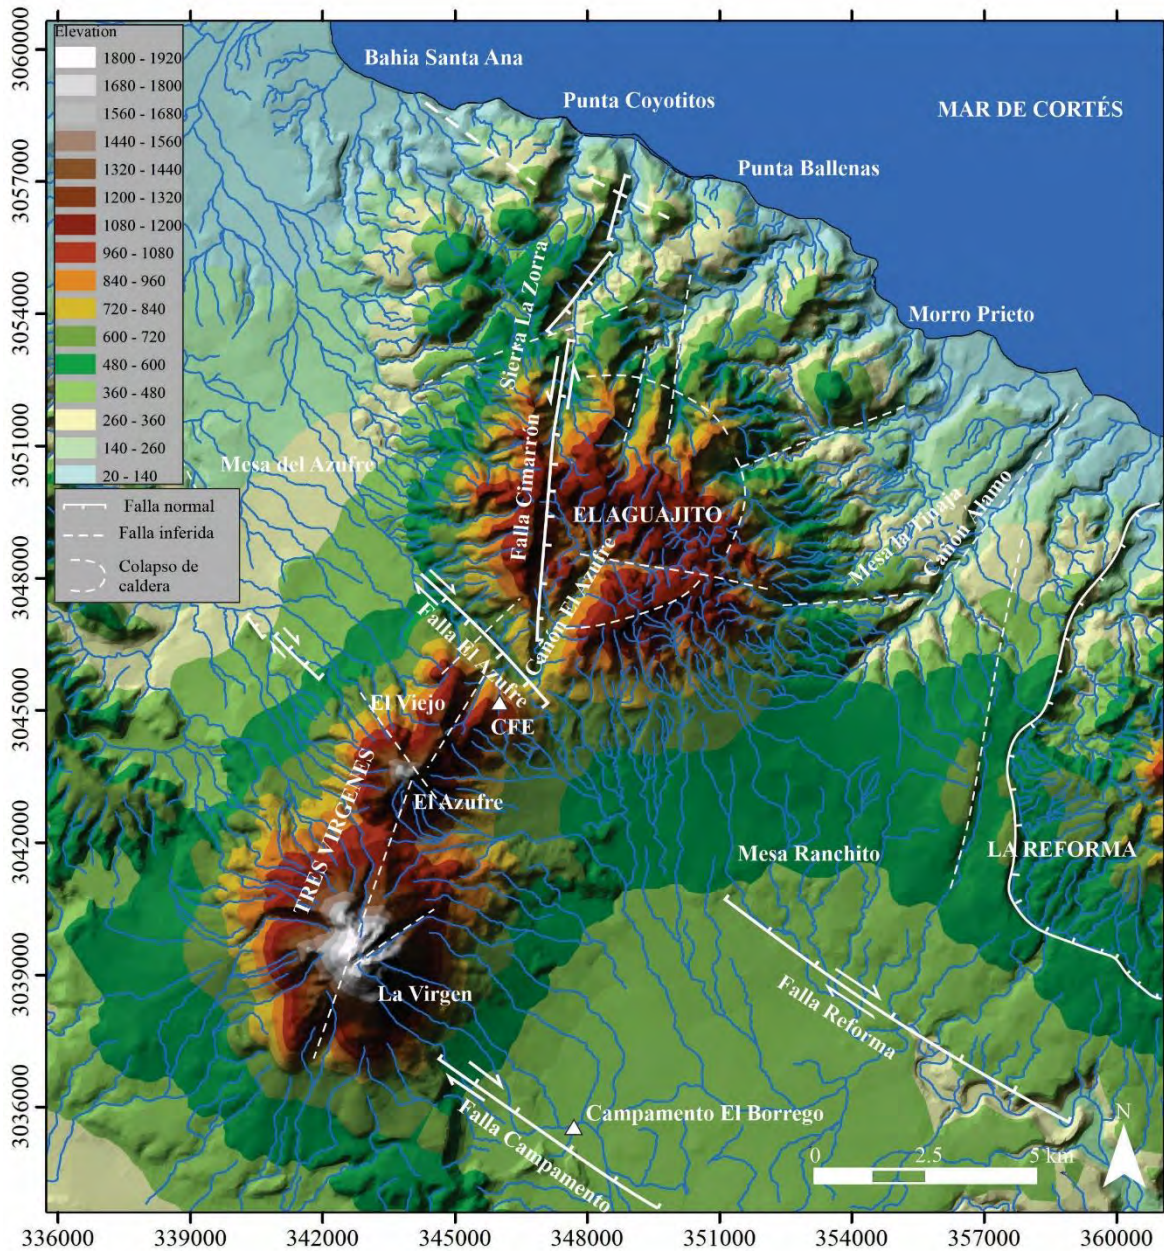 Elevation
1800 - 1920
1680 - 1800
1560 - 1680
1440 - 1560
1320 - 1440
1200 - 1320
1080 - 1200
960 - 1080
840 - 960
720 - 840
600 - 720
480 - 600
360 - 480
260 - 360
140 - 260
20 - 140
Falla normal
Falla inferida
Colapso de
caldera
Bahia Santa Ana
Punta Coyotitos
MAR DE CORTÉS
Punta Ballenas
Morro Prieto
Sierra La Zorra
Mesa del Azufre
Falla Cimarrón
EL AGUAJITO
Mesa la Tinaja
Cañon Alamo
Cañon El Azufre
Falla El Azufre
El Viejo
CFE
TRES VIRGENES
El Azufre
Mesa Ranchito
LA REFORMA
La Virgen
Falla Reforma
Campamento El Borrego
Falla Campamento
N
0 2.5 5 km
3060000
3057000
3054000
3051000
3048000
3045000
3042000
3039000
3036000
336000 339000 342000 345000 348000 351000 354000 357000 360000